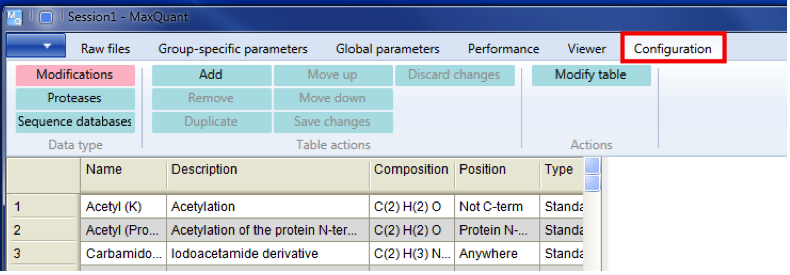 Session1 - MaxQuant
Raw files Group-specific parameters Global parameters Performance Viewer Configuration
Modifications Add Move up Discard changes Modify table
Proteases Remove Move down
Sequence databases Duplicate Save changes
Data type Table actions Actions
Name Description Composition Position Type
1 Acetyl (K) Acetylation C(2) H(2) O Not C-term Standa
2 Acetyl (Pro... Acetylation of the protein N-ter... C(2) H(2) O Protein N-... Standa
3 Carbamido... Iodoacetamide derivative C(2) H(3) N... Anywhere Standa